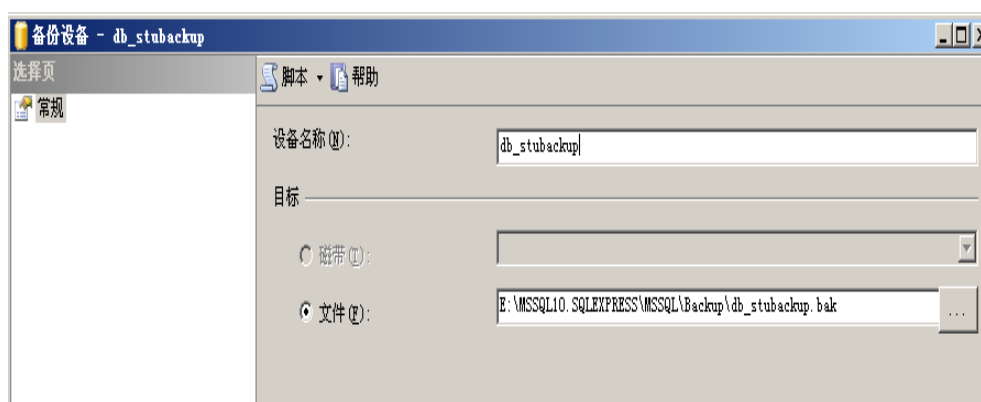 备份设备 - db_stubackup
选择页
脚本 帮助
常规
设备名称(N):
db_stubackup
目标
磁带(T):
文件(F):
E:\MSSQL10.SQLEXPRESS\MSSQL\Backup\db_stubackup.bak
...